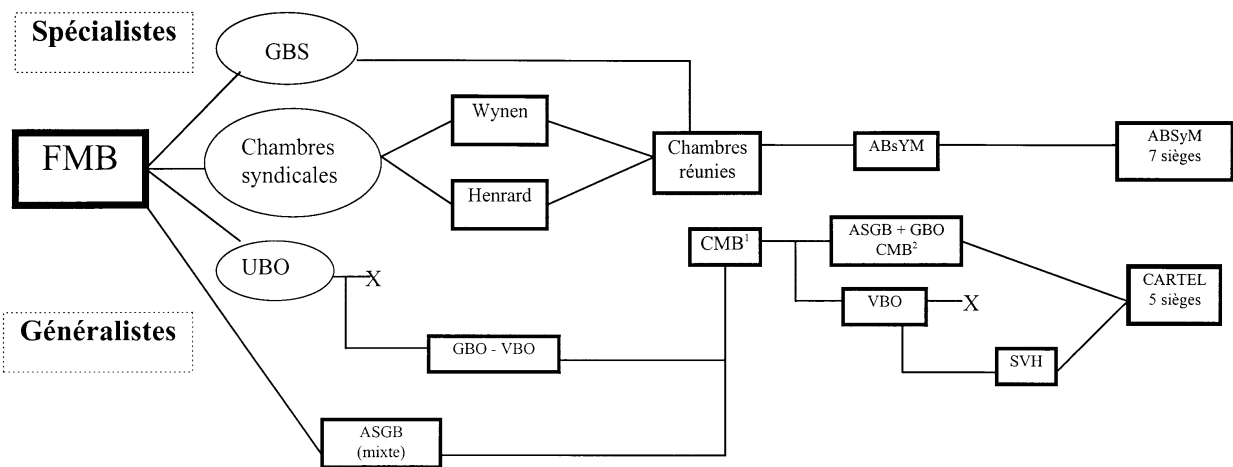 Spécialistes
GBS
Wynen
FMB
Chambres
syndicales
Chambres
réunies
ABsYM
ABSyM
7 sièges
Henrard
CMB¹
ASGB + GBO
CMB²
UBO
X
CARTEL
5 sièges
VBO
X
Généralistes
GBO - VBO
SVH
ASGB
(mixte)